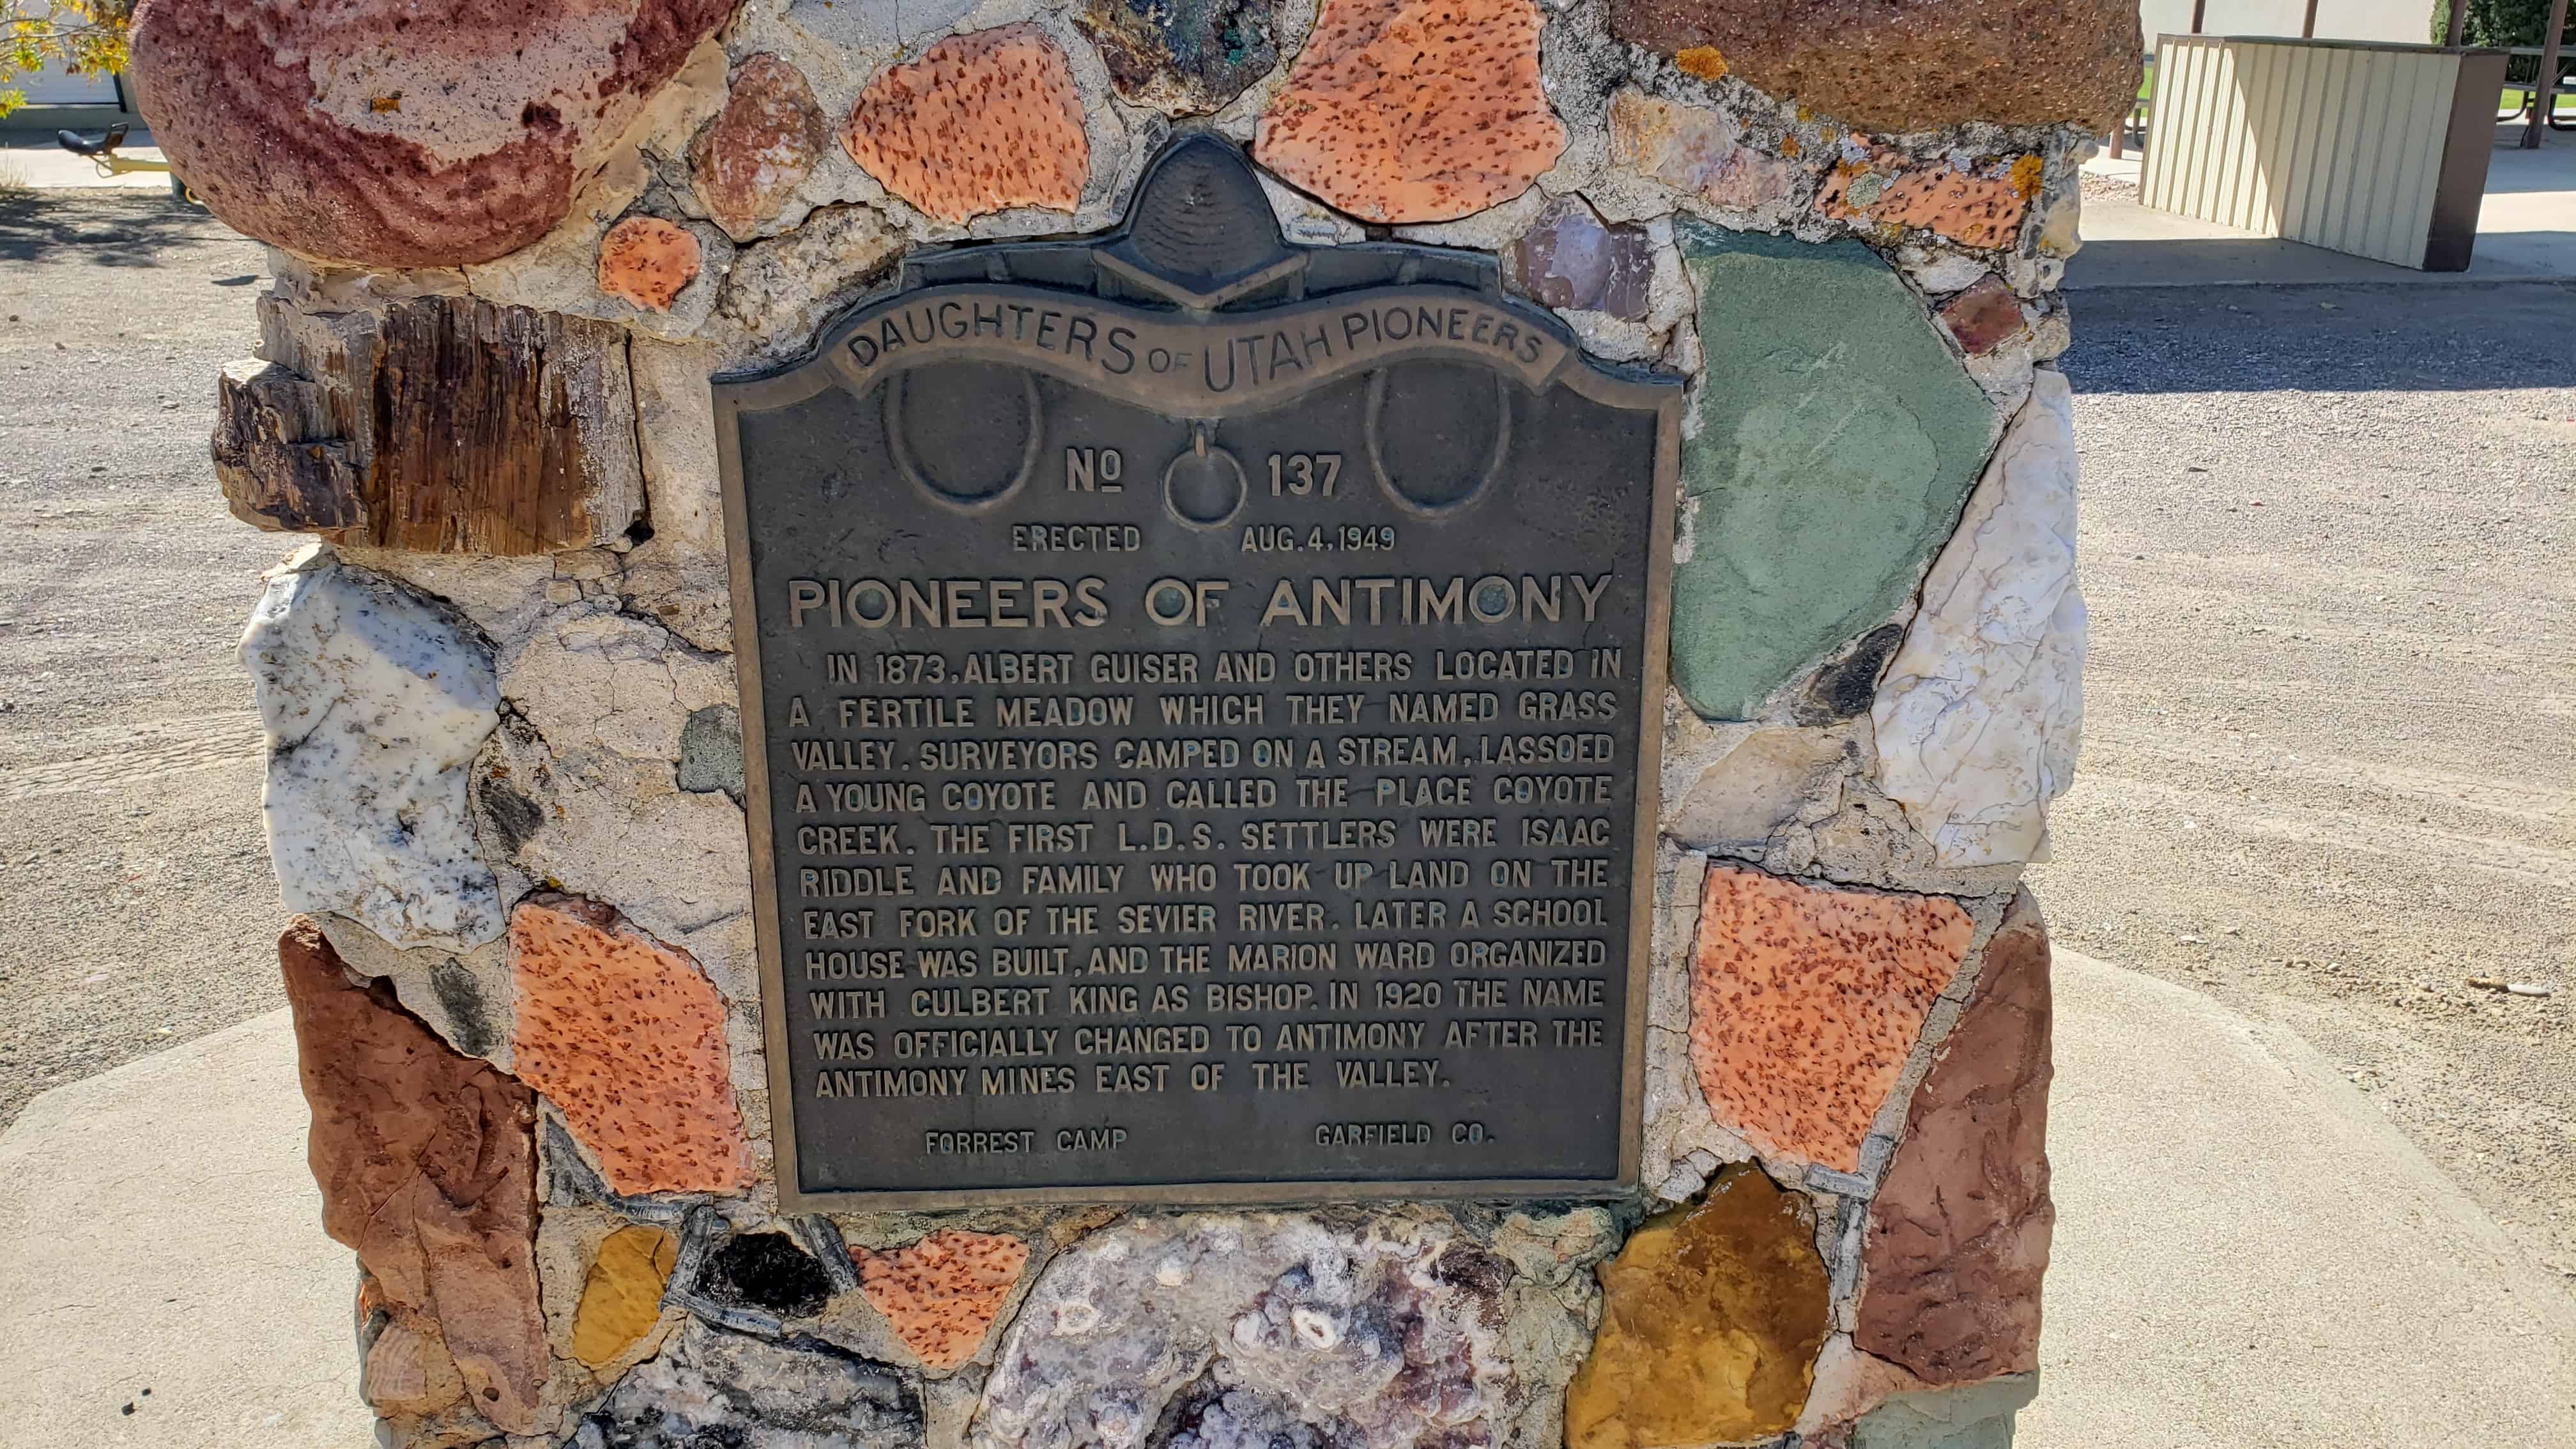 DAUGHTERS OF UTAH PIONEERS
Nº 137
ERECTED AUG. 4, 1949
PIONEERS OF ANTIMONY
IN 1873, ALBERT GUISER AND OTHERS LOCATED IN
A FERTILE MEADOW WHICH THEY NAMED GRASS
VALLEY. SURVEYORS CAMPED ON A STREAM, LASSOED
A YOUNG COYOTE AND CALLED THE PLACE COYOTE
CREEK. THE FIRST L.D.S. SETTLERS WERE ISAAC
RIDDLE AND FAMILY WHO TOOK UP LAND ON THE
EAST FORK OF THE SEVIER RIVER. LATER A SCHOOL
HOUSE WAS BUILT, AND THE MARION WARD ORGANIZED
WITH CULBERT KING AS BISHOP. IN 1920 THE NAME
WAS OFFICIALLY CHANGED TO ANTIMONY AFTER THE
ANTIMONY MINES EAST OF THE VALLEY.
FORREST CAMP GARFIELD CO.